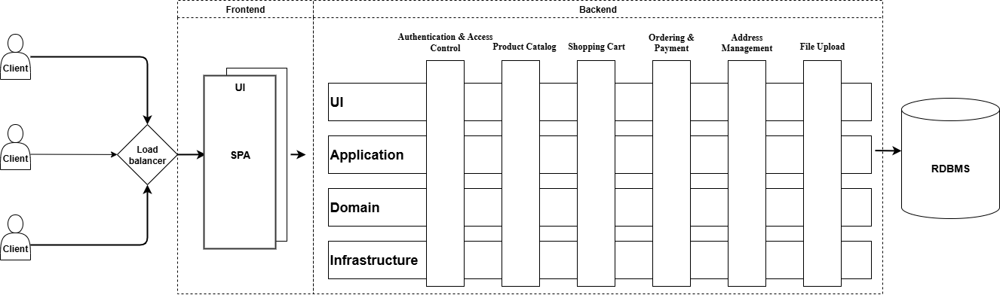 Frontend
Backend
Authentication & Access
Control
Product Catalog
Shopping Cart
Ordering &
Payment
Address
Management
File Upload
Client
Client
Client
Load
balancer
UI
SPA
UI
Application
Domain
Infrastructure
RDBMS